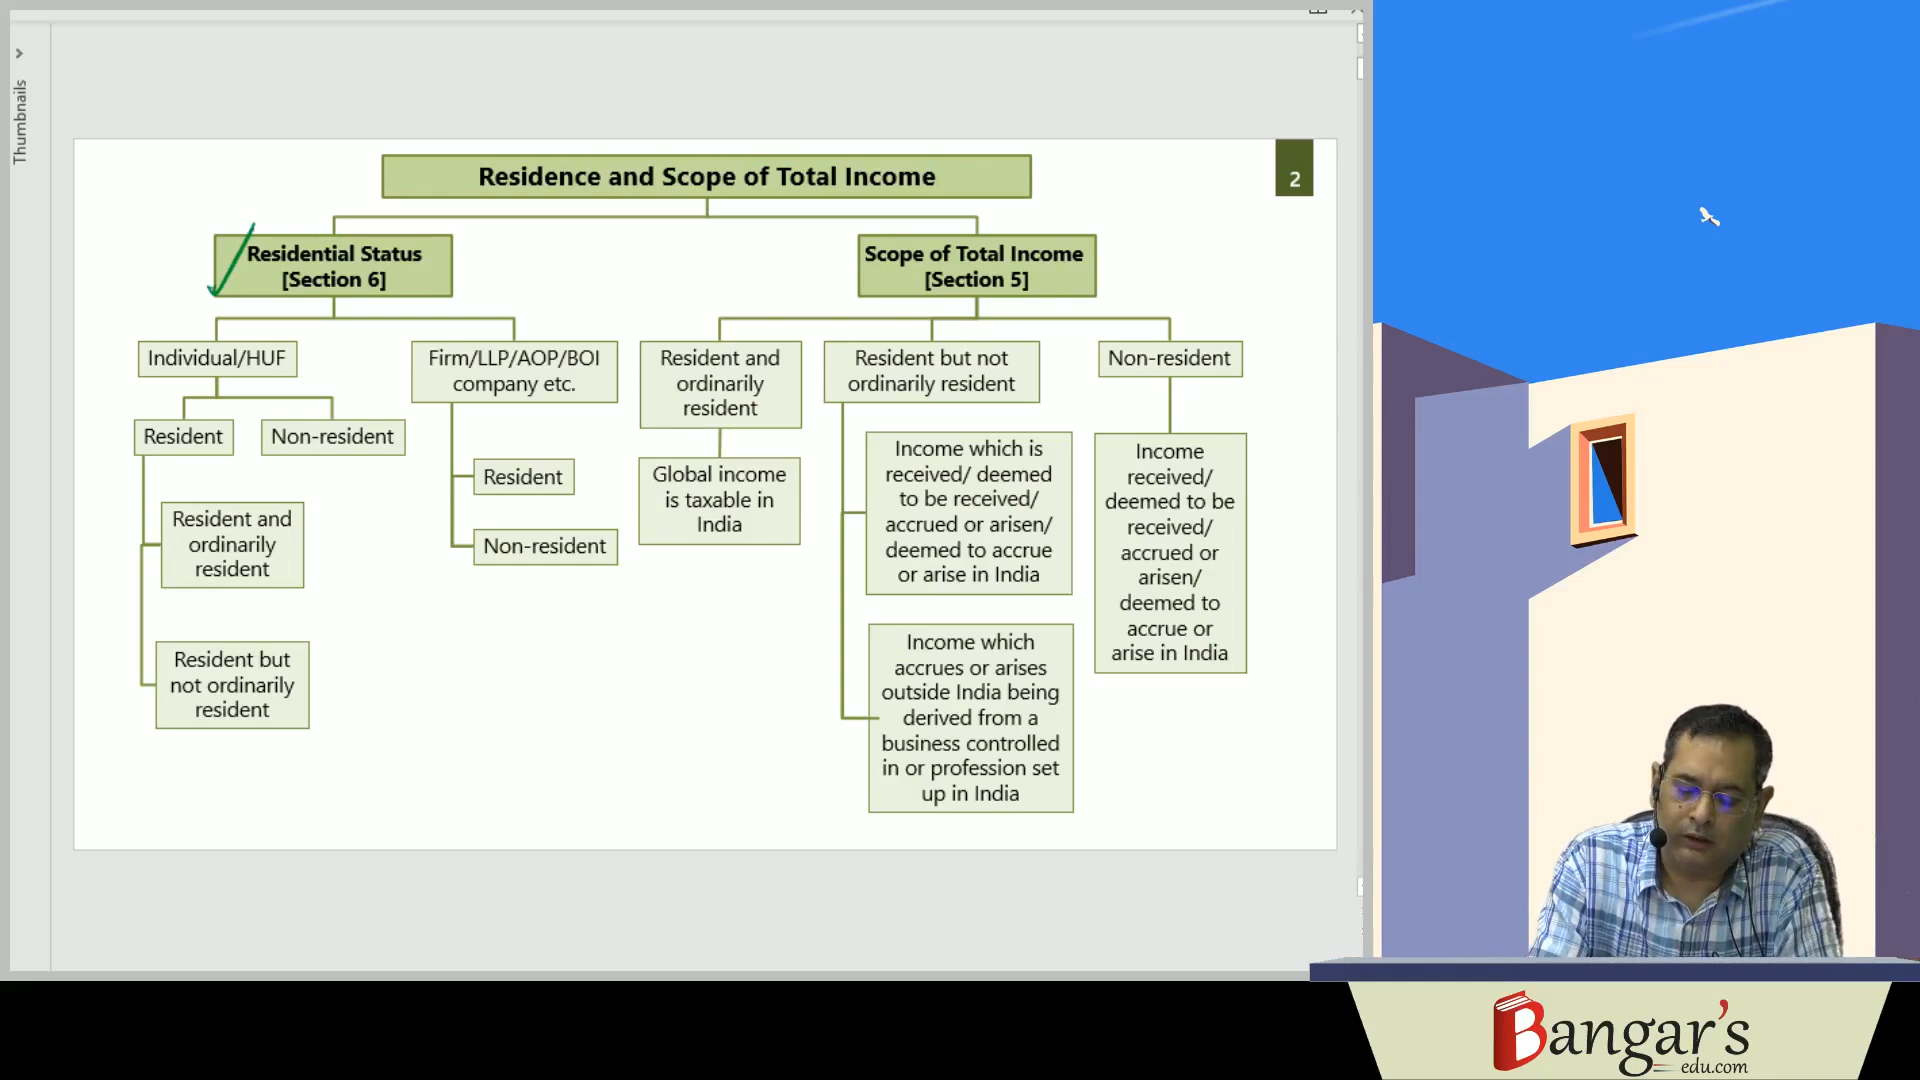 Thumbnails
Residence and Scope of Total Income
2
Residential Status
[Section 6]
Scope of Total Income
[Section 5]
Individual/HUF
Firm/LLP/AOP/BOI
company etc.
Resident and
ordinarily
resident
Resident but not
ordinarily resident
Non-resident
Resident
Non-resident
Resident
Non-resident
Resident and
ordinarily
resident
Resident but
not ordinarily
resident
Global income
is taxable in
India
Income which is
received/ deemed
to be received/
accrued or arisen/
deemed to accrue
or arise in India
Income which
accrues or arises
outside India being
derived from a
business controlled
in or profession set
up in India
Income
received/
deemed to be
received/
accrued or
arisen/
deemed to
accrue or
arise in India
Bangar's
edu.com